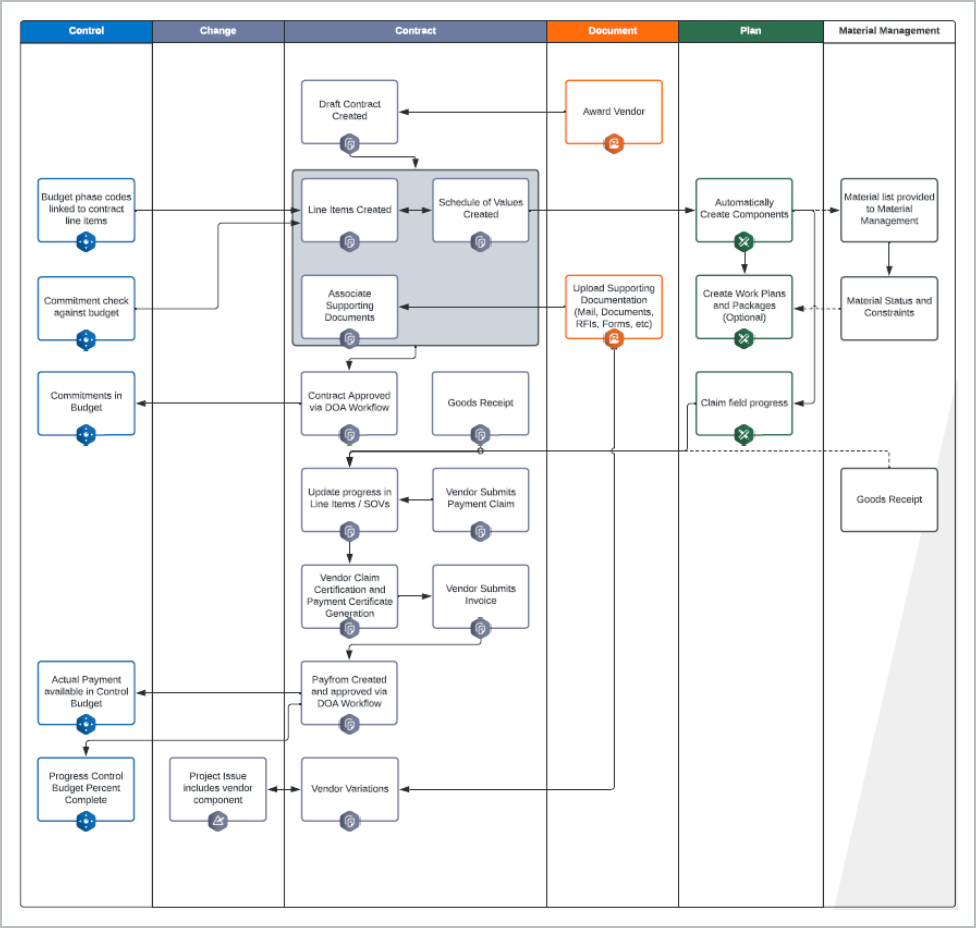 Control
Change
Contract
Document
Plan
Material Management
Draft Contract
Created
Award Vendor
Budget phase codes
linked to contract
line items
Line Items Created
Schedule of Values
Created
Automatically
Create Components
Material list provided
to Material
Management
Commitment check
against budget
Associate
Supporting
Documents
Upload Supporting
Documentation
(Mail, Documents,
RFIs, Forms, etc)
Create Work Plans
and Packages
(Optional)
Material Status and
Constraints
Commitments in
Budget
Contract Approved
via DOA Workflow
Goods Receipt
Claim field progress
Update progress in
Line Items / SOVs
Vendor Submits
Payment Claim
Goods Receipt
Vendor Claim
Certification and
Payment Certificate
Generation
Vendor Submits
Invoice
Actual Payment
available in Control
Budget
Payfrom Created
and approved via
DOA Workflow
Progress Control
Budget Percent
Complete
Project Issue
includes vendor
component
Vendor Variations